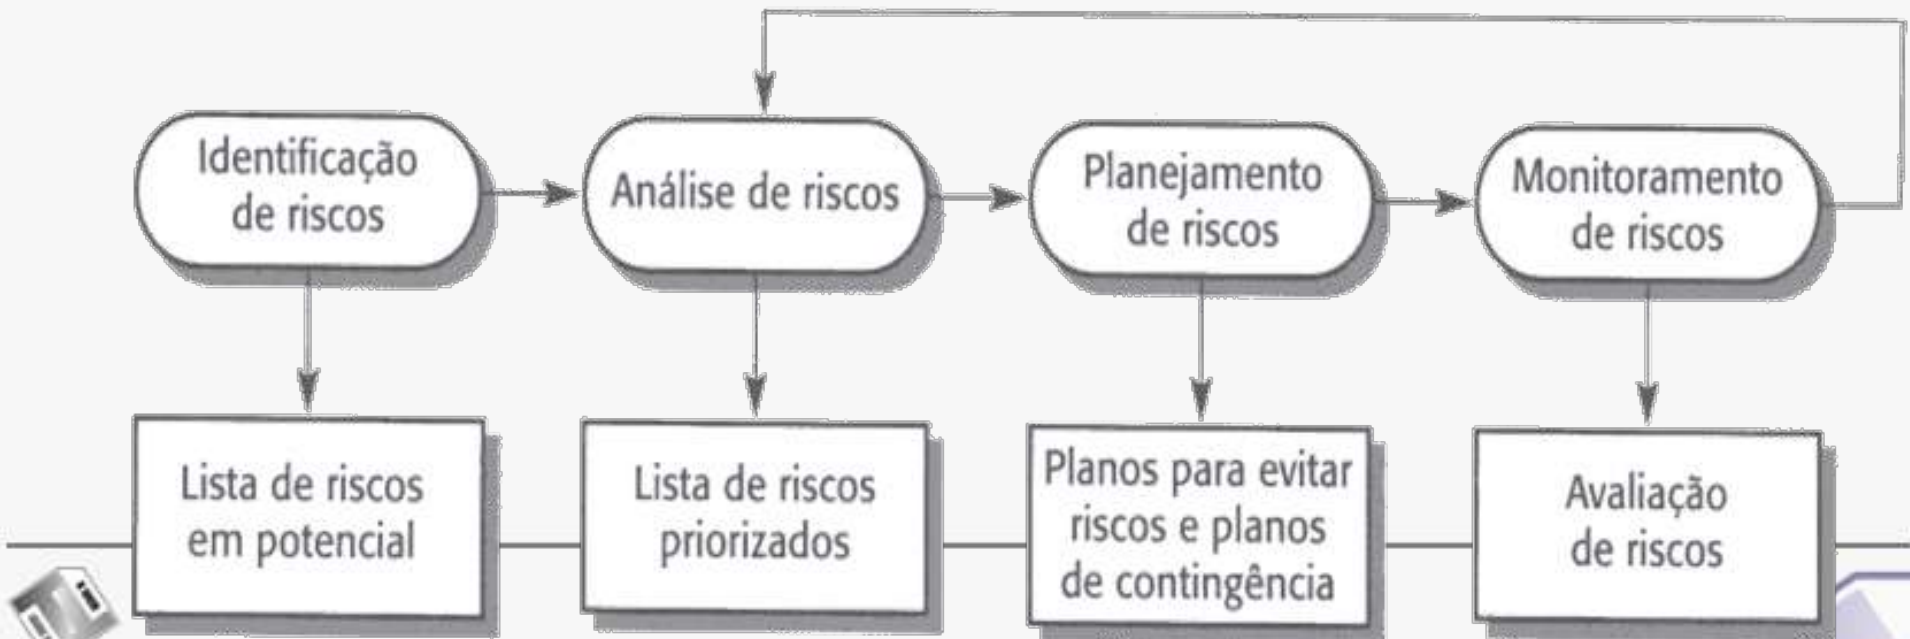 Identificação
de riscos
Análise de riscos
Planejamento
de riscos
Monitoramento
de riscos
Lista de riscos
em potencial
Lista de riscos
priorizados
Planos para evitar
riscos e planos
de contingência
Avaliação
de riscos